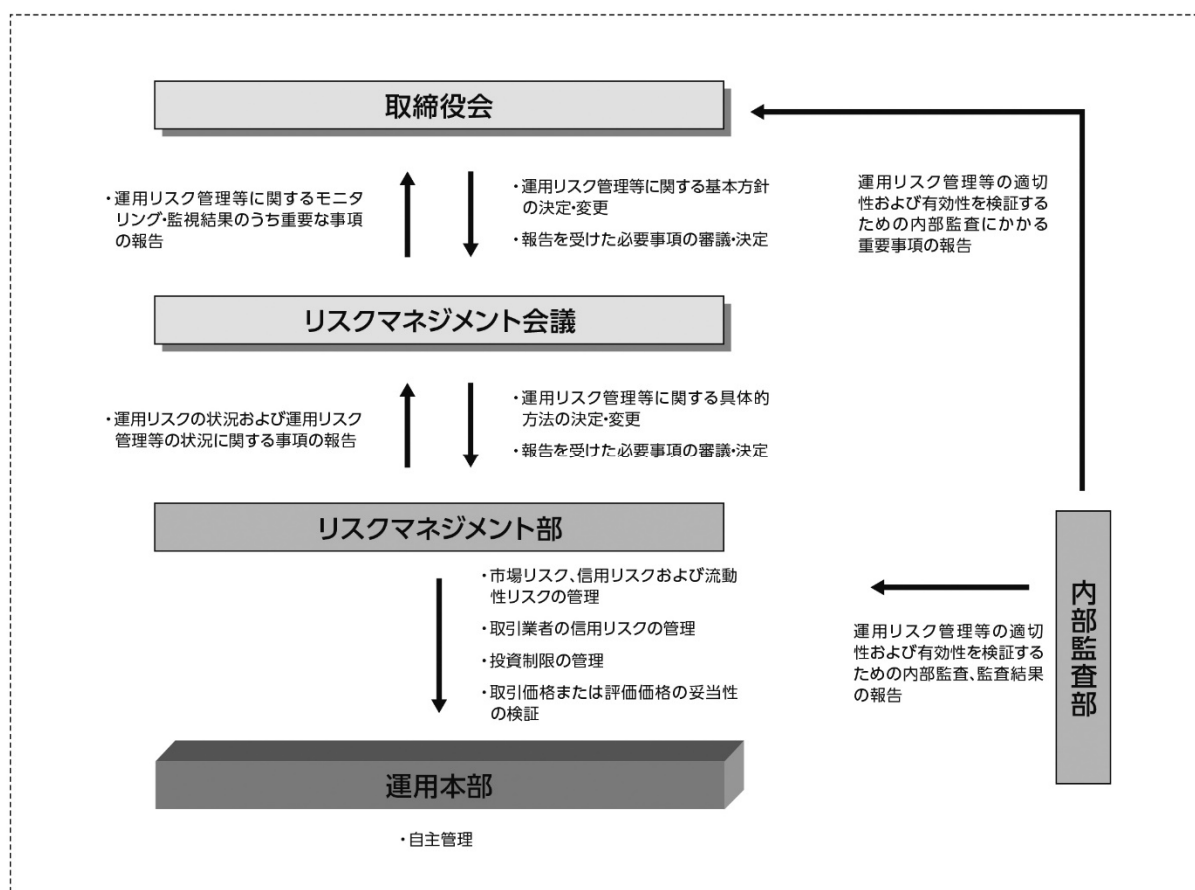 取締役会
・運用リスク管理等に関するモニタ
リング・監視結果のうち重要な事項
の報告
・運用リスク管理等に関する基本方針
の決定・変更
・報告を受けた必要事項の審議・決定
運用リスク管理等の適切
性および有効性を検証する
ための内部監査にかかる
重要事項の報告
リスクマネジメント会議
・運用リスクの状況および運用リスク
管理等の状況に関する事項の報告
・運用リスク管理等に関する具体的
方法の決定・変更
・報告を受けた必要事項の審議・決定
リスクマネジメント部
・市場リスク、信用リスクおよび流動
性リスクの管理
・取引業者の信用リスクの管理
・投資制限の管理
・取引価格または評価価格の妥当性
の検証
運用リスク管理等の適切
性および有効性を検証する
ための内部監査、監査結果
の報告
内部監査部
運用本部
・自主管理